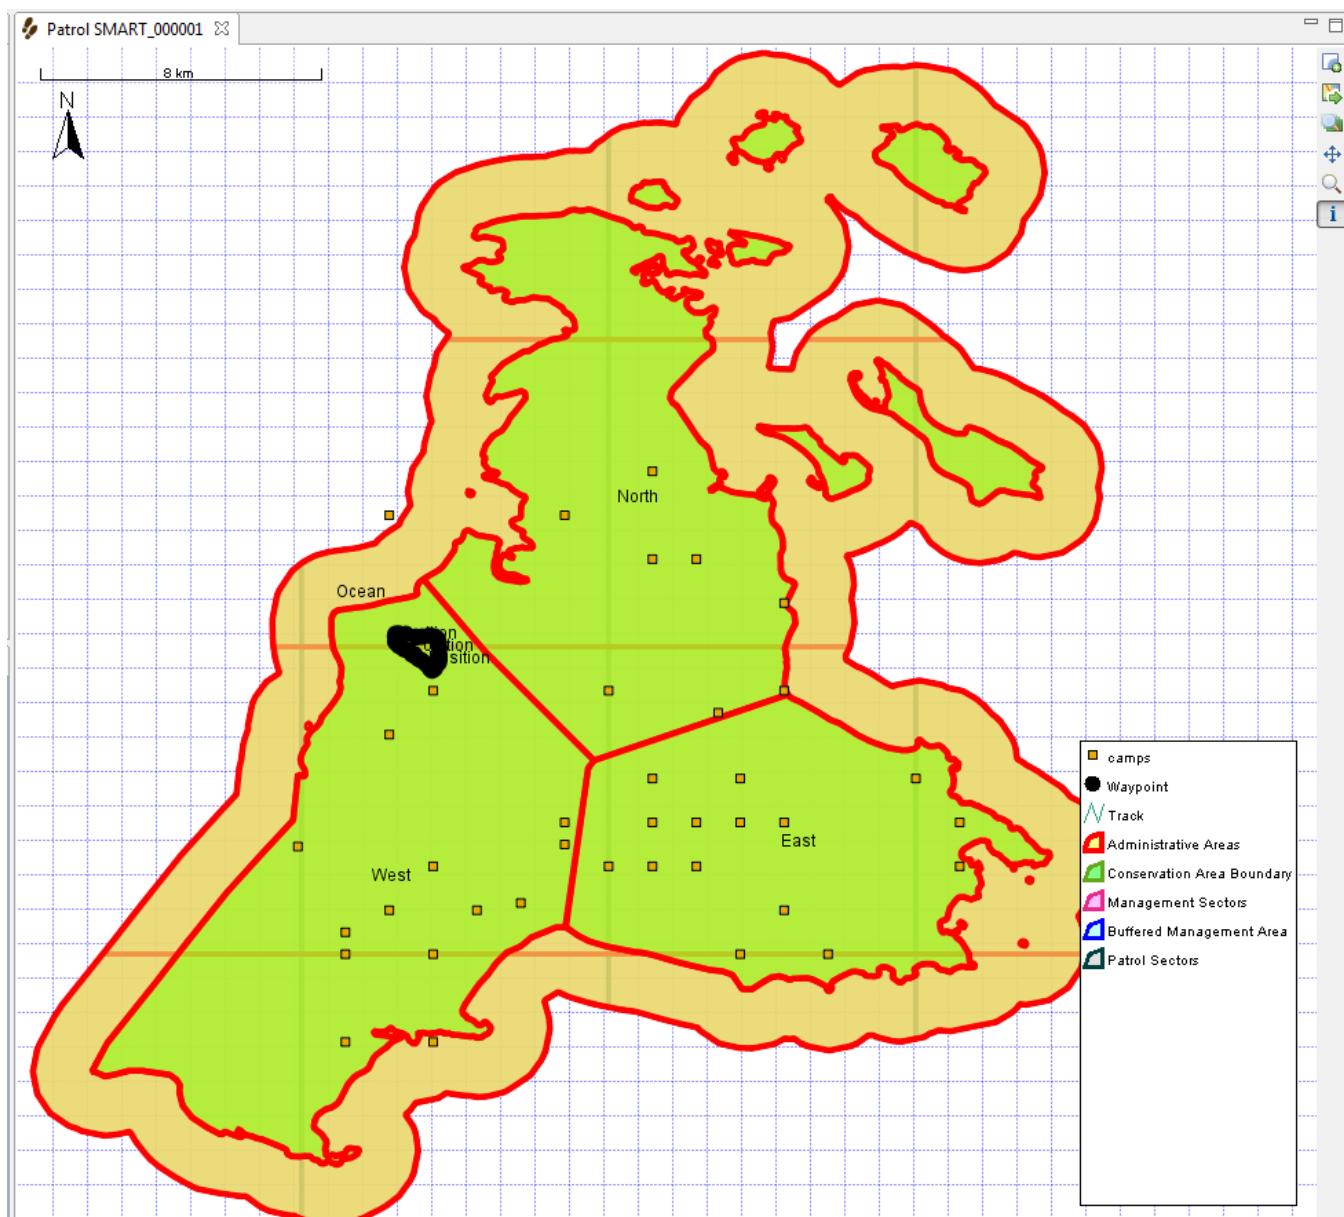 Patrol SMART_000001
8 km
N
North
Ocean
sition
East
West
camps
Waypoint
Track
Administrative Areas
Conservation Area Boundary
Management Sectors
Buffered Management Area
Patrol Sectors